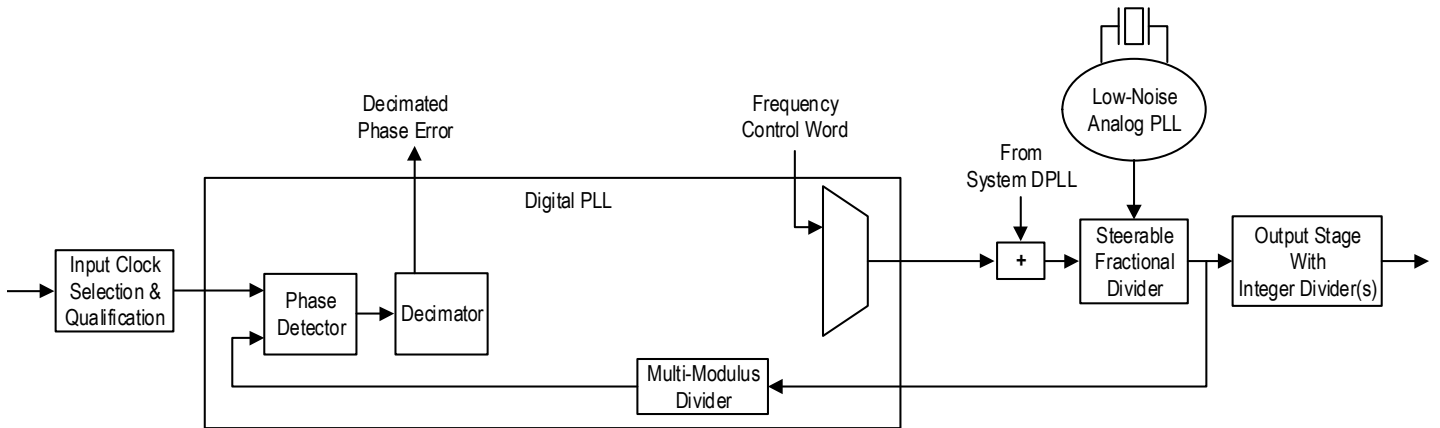 Low-Noise
Analog PLL
Decimated
Phase Error
Frequency
Control Word
From
System DPLL
Digital PLL
Input Clock
Selection &
Qualification
Phase
Detector
Decimator
+
Steerable
Fractional
Divider
Output Stage
With
Integer Divider(s)
Multi-Modulus
Divider